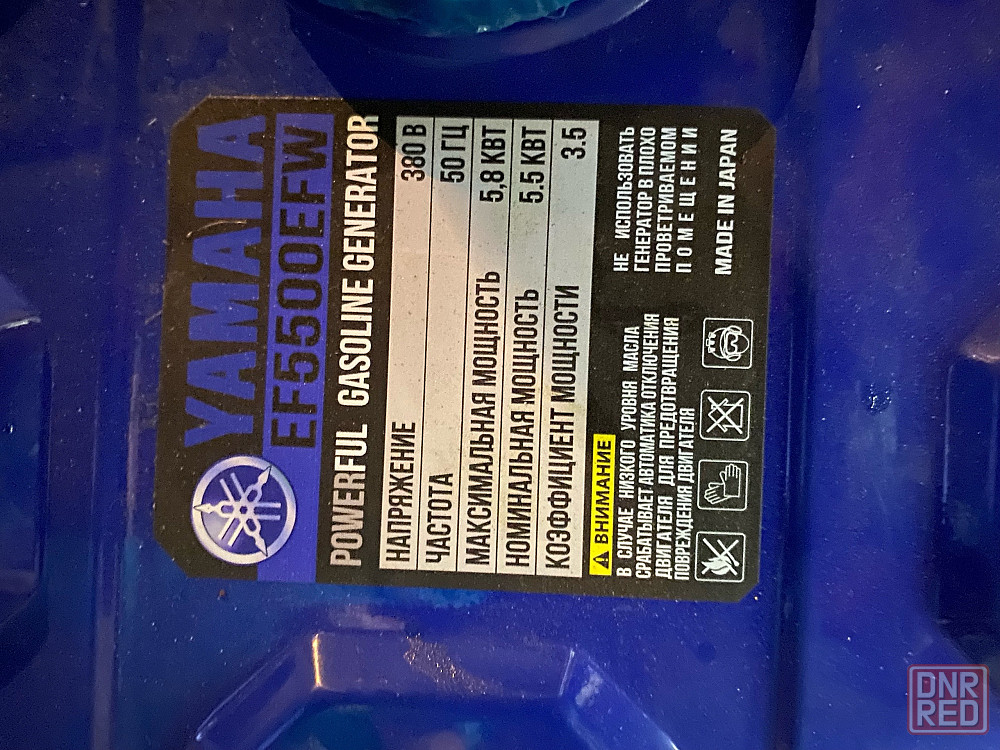 YAMAHA
EF5500EFW
POWERFUL GASOLINE GENERATOR
НАПРЯЖЕНИЕ 380 В
ЧАСТОТА 50 ГЦ
МАКСИМАЛЬНАЯ МОЩНОСТЬ 5,8 КВТ
НОМИНАЛЬНАЯ МОЩНОСТЬ 5.5 КВТ
КОЭФФИЦИЕНТ МОЩНОСТИ 3.5
ВНИМАНИЕ
В СЛУЧАЕ НИЗКОГО УРОВНЯ МАСЛА
СРАБАТЫВАЕТ АВТОМАТИКА ОТКЛЮЧЕНИЯ
ДВИГАТЕЛЯ ДЛЯ ПРЕДОТВРАЩЕНИЯ
ПОВРЕЖДЕНИЯ ДВИГАТЕЛЯ
НЕ ИСПОЛЬЗОВАТЬ
ГЕНЕРАТОР В ПЛОХО
ПРОВЕТРИВАЕМОМ
ПОМЕЩЕНИИ
MADE IN JAPAN
DNR
RED